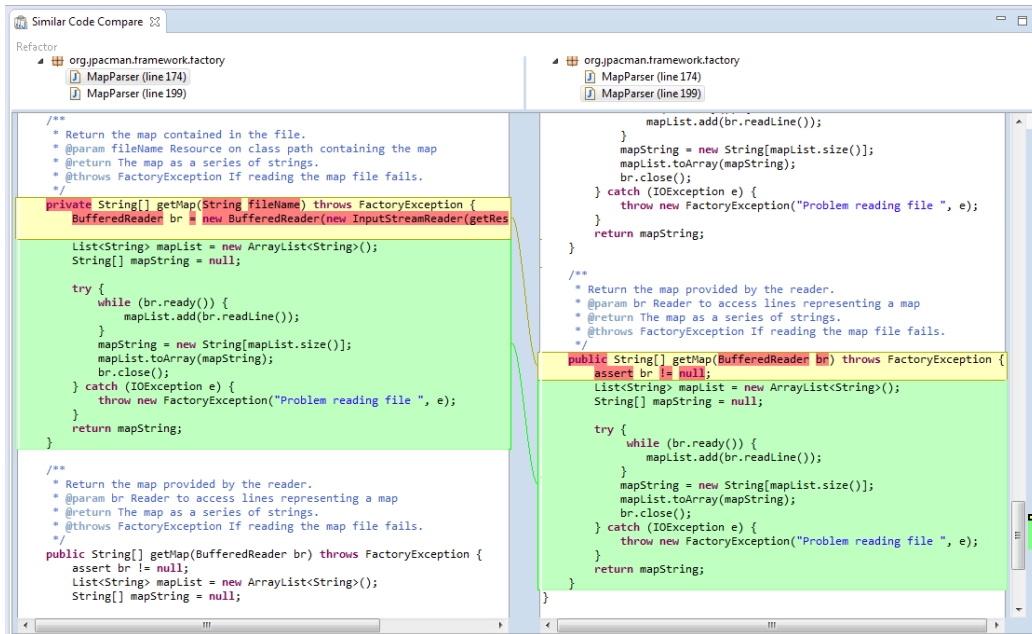 Similar Code Compare
Refactor
org.jpacman.framework.factory
MapParser (line 174)
MapParser (line 199)
/**
* Return the map contained in the file.
* @param fileName Resource on class path containing the map
* @return The map as a series of strings.
* @throws FactoryException If reading the map file fails.
*/
private String[] getMap(String fileName) throws FactoryException {
BufferedReader br = new BufferedReader(new InputStreamReader(getRes
List<String> mapList = new ArrayList<String>();
String[] mapString = null;
try {
while (br.ready()) {
mapList.add(br.readLine());
}
mapString = new String[mapList.size()];
mapList.toArray(mapString);
br.close();
} catch (IOException e) {
throw new FactoryException("Problem reading file ", e);
}
return mapString;
}
/**
* Return the map provided by the reader.
* @param br Reader to access lines representing a map
* @return The map as a series of strings.
* @throws FactoryException If reading the map file fails.
*/
public String[] getMap(BufferedReader br) throws FactoryException {
assert br != null;
List<String> mapList = new ArrayList<String>();
String[] mapString = null;
org.jpacman.framework.factory
MapParser (line 174)
MapParser (line 199)
mapList.add(br.readLine());
}
mapString = new String[mapList.size()];
mapList.toArray(mapString);
br.close();
} catch (IOException e) {
throw new FactoryException("Problem reading file ", e);
}
return mapString;
}
/**
* Return the map provided by the reader.
* @param br Reader to access lines representing a map
* @return The map as a series of strings.
* @throws FactoryException If reading the map file fails.
*/
public String[] getMap(BufferedReader br) throws FactoryException {
assert br != null;
List<String> mapList = new ArrayList<String>();
String[] mapString = null;
try {
while (br.ready()) {
mapList.add(br.readLine());
}
mapString = new String[mapList.size()];
mapList.toArray(mapString);
br.close();
} catch (IOException e) {
throw new FactoryException("Problem reading file ", e);
}
return mapString;
}
}